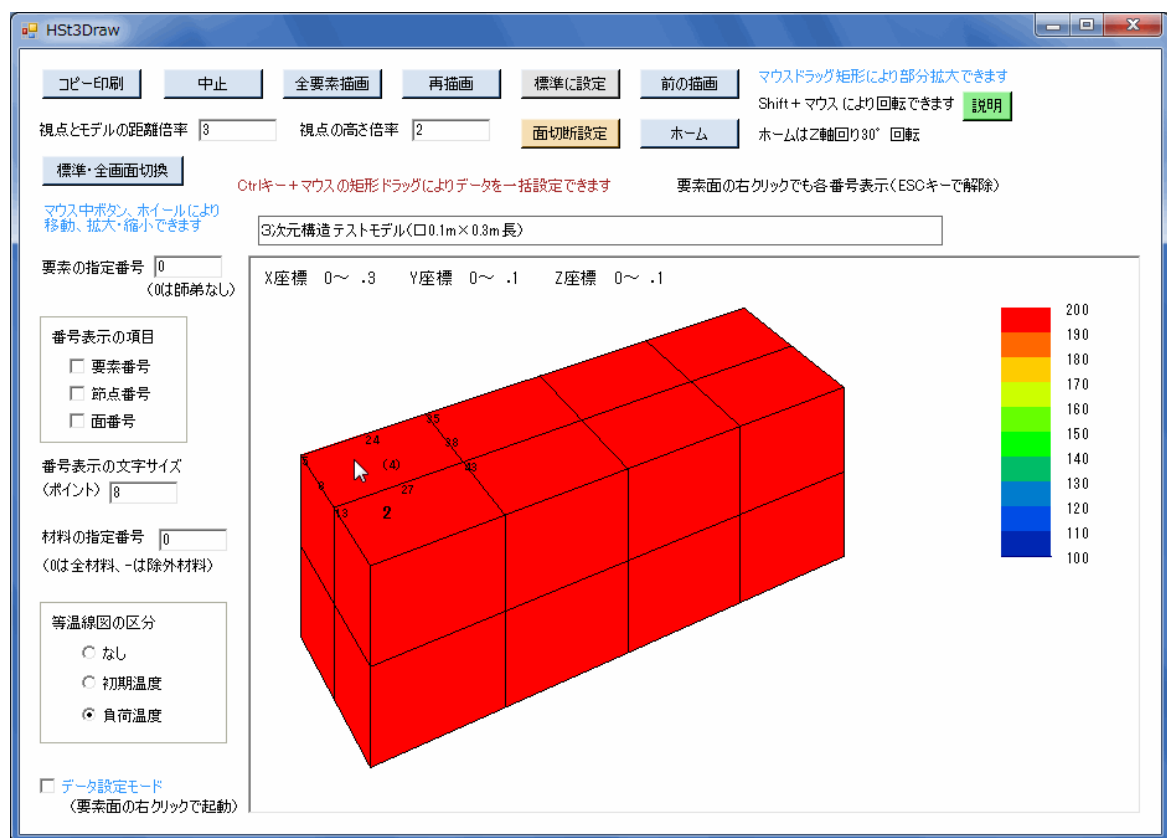 HSt3Draw
コピー印刷 中止 全要素描画 再描画 標準に設定 前の描画 マウスドラッグ矩形により部分拡大できます
Shift+マウス により回転できます 説明
視点とモデルの距離倍率 3 視点の高さ倍率 2 面切断設定 ホーム ホームはZ軸回り30° 回転
標準・全画面切換
Ctrlキー+マウスの矩形ドラッグによりデータを一括設定できます 要素面の右クリックでも各番号表示(ESCキーで解除)
マウス中ボタン、ホイールにより
移動、拡大・縮小できます
3次元構造テストモデル(口0.1m×0.3m長)
要素の指定番号 0
(0は師弟なし)
X座標 0～ .3 Y座標 0～ .1 Z座標 0～ .1
番号表示の項目
要素番号
節点番号
面番号
番号表示の文字サイズ
(ポイント) 8
材料の指定番号 0
(0は全材料、-は除外材料)
等温線図の区分
なし
初期温度
負荷温度
データ設定モード
(要素面の右クリックで起動)
35
24
38
(4)
43
27
13
2
200
190
180
170
160
150
140
130
120
110
100